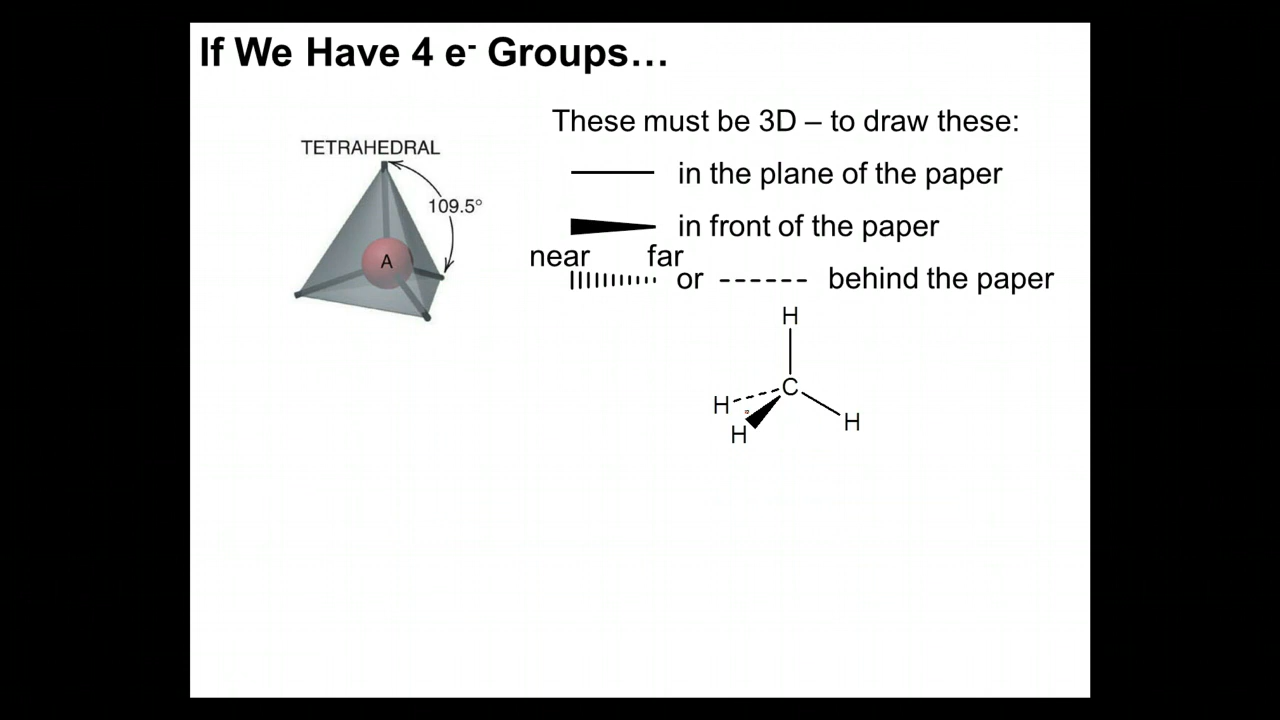 If We Have 4 e- Groups…
These must be 3D – to draw these:
TETRAHEDRAL
109.5°
A
in the plane of the paper
in front of the paper
near far
or behind the paper
H
C
H
H
H